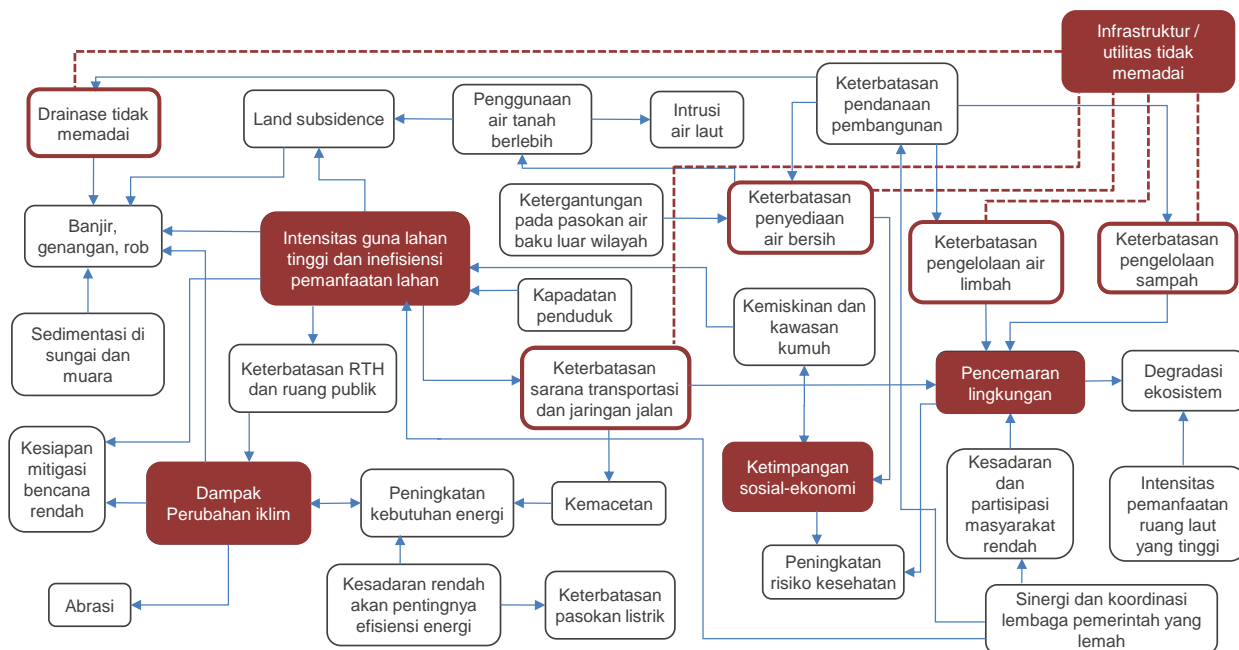 Infrastruktur /
utilitas tidak
memadai
Drainase tidak
memadai
Land subsidence
Penggunaan
air tanah
berlebih
Intrusi
air laut
Keterbatasan
pendanaan
pembangunan
Banjir,
genangan, rob
Intensitas guna lahan
tinggi dan inefisiensi
pemanfaatan lahan
Ketergantungan
pada pasokan air
baku luar wilayah
Keterbatasan
penyediaan
air bersih
Keterbatasan
pengelolaan air
limbah
Keterbatasan
pengelolaan
sampah
Kapadatan
penduduk
Sedimentasi di
sungai dan
muara
Keterbatasan RTH
dan ruang publik
Keterbatasan
sarana transportasi
dan jaringan jalan
Kemiskinan dan
kawasan
kumuh
Pencemaran
lingkungan
Degradasi
ekosistem
Kesiapan
mitigasi
bencana
rendah
Dampak
Perubahan iklim
Peningkatan
kebutuhan energi
Kemacetan
Ketimpangan
sosial-ekonomi
Kesadaran
dan
partisipasi
masyarakat
rendah
Intensitas
pemanfaatan
ruang laut
yang tinggi
Abrasi
Kesadaran rendah
akan pentingnya
efisiensi energi
Keterbatasan
pasokan listrik
Peningkatan
risiko kesehatan
Sinergi dan koordinasi
lembaga pemerintah yang
lemah